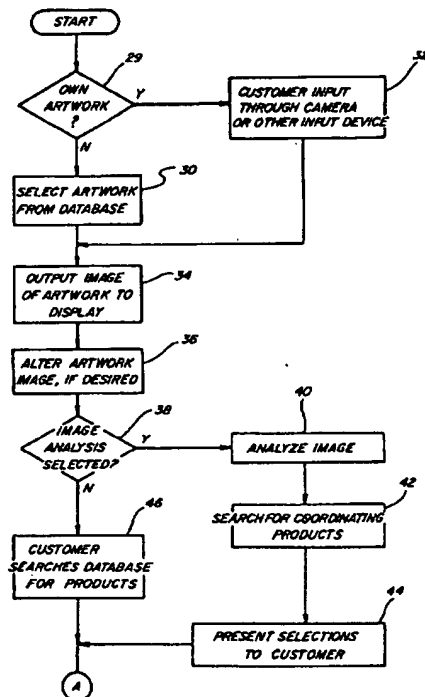 START
29
OWN
ARTWORK
?
Y
N
CUSTOMER INPUT
THROUGH CAMERA
OR OTHER INPUT DEVICE
30
SELECT ARTWORK
FROM DATABASE
34
OUTPUT IMAGE
OF ARTWORK TO
DISPLAY
36
ALTER ARTWORK
IMAGE, IF DESIRED
38
IMAGE
ANALYSIS
SELECTED?
Y
N
40
ANALYZE IMAGE
42
SEARCH FOR COORDINATING
PRODUCTS
46
CUSTOMER
SEARCHES DATABASE
FOR PRODUCTS
44
PRESENT SELECTIONS
TO CUSTOMER
A